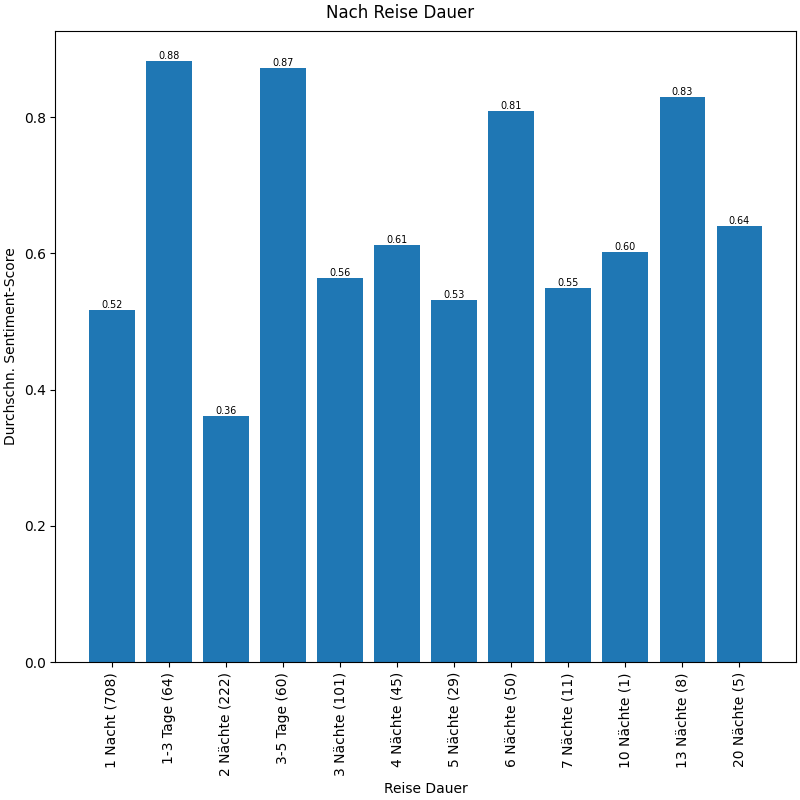 Nach Reise Dauer
Durchschn. Sentiment-Score
0.8
0.6
0.4
0.2
0.0
0.52
0.88
0.36
0.87
0.56
0.61
0.53
0.81
0.55
0.60
0.83
0.64
1 Nacht (708)
1-3 Tage (64)
2 Nächte (222)
3-5 Tage (60)
3 Nächte (101)
4 Nächte (45)
5 Nächte (29)
6 Nächte (50)
7 Nächte (11)
10 Nächte (1)
13 Nächte (8)
20 Nächte (5)
Reise Dauer